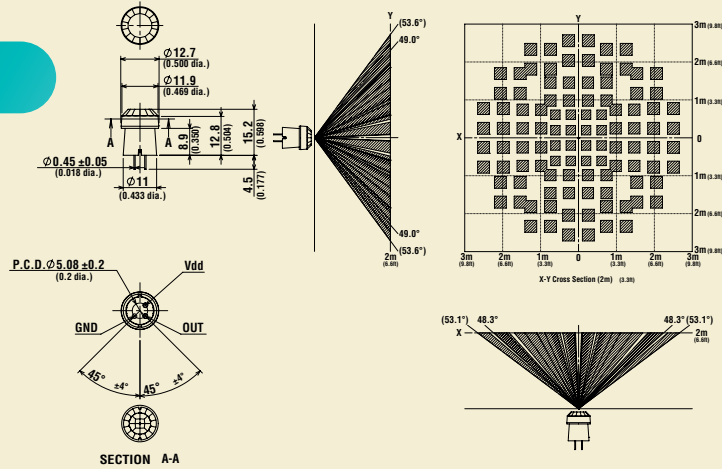 ∅12.7
(0.500 dia.)
∅11.9
(0.469 dia.)
A
A
8.9
(0.350)
12.8
(0.504)
15.2
(0.598)
4.5
(0.177)
∅0.45 ±0.05
(0.018 dia.)
∅11
(0.433 dia.)
Y
(53.6°)
49.0°
49.0°
(53.6°)
2m
(6.6ft)
Y
3m (9.8ft)
2m (6.6ft)
1m (3.3ft)
X
0
1m (3.3ft)
2m (6.6ft)
3m (9.8ft)
3m
(9.8ft)
2m
(6.6ft)
1m
(3.3ft)
0
1m
(3.3ft)
2m
(6.6ft)
3m
(9.8ft)
X-Y Cross Section (2m) (3.3ft)
P.C.D.∅5.08 ±0.2
(0.2 dia.)
Vdd
GND
OUT
45°
±4°
45°
±4°
SECTION A-A
(53.1°) 48.3°
48.3° (53.1°)
X
2m
(6.6ft)